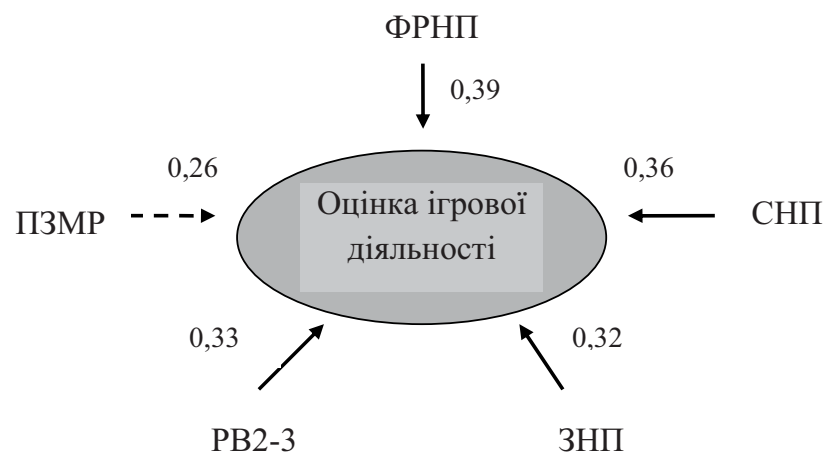 ФРНП
0,39
0,26
0,36
ПЗМР
Оцінка ігрової
діяльності
СНП
0,33
0,32
РВ2-3
ЗНП